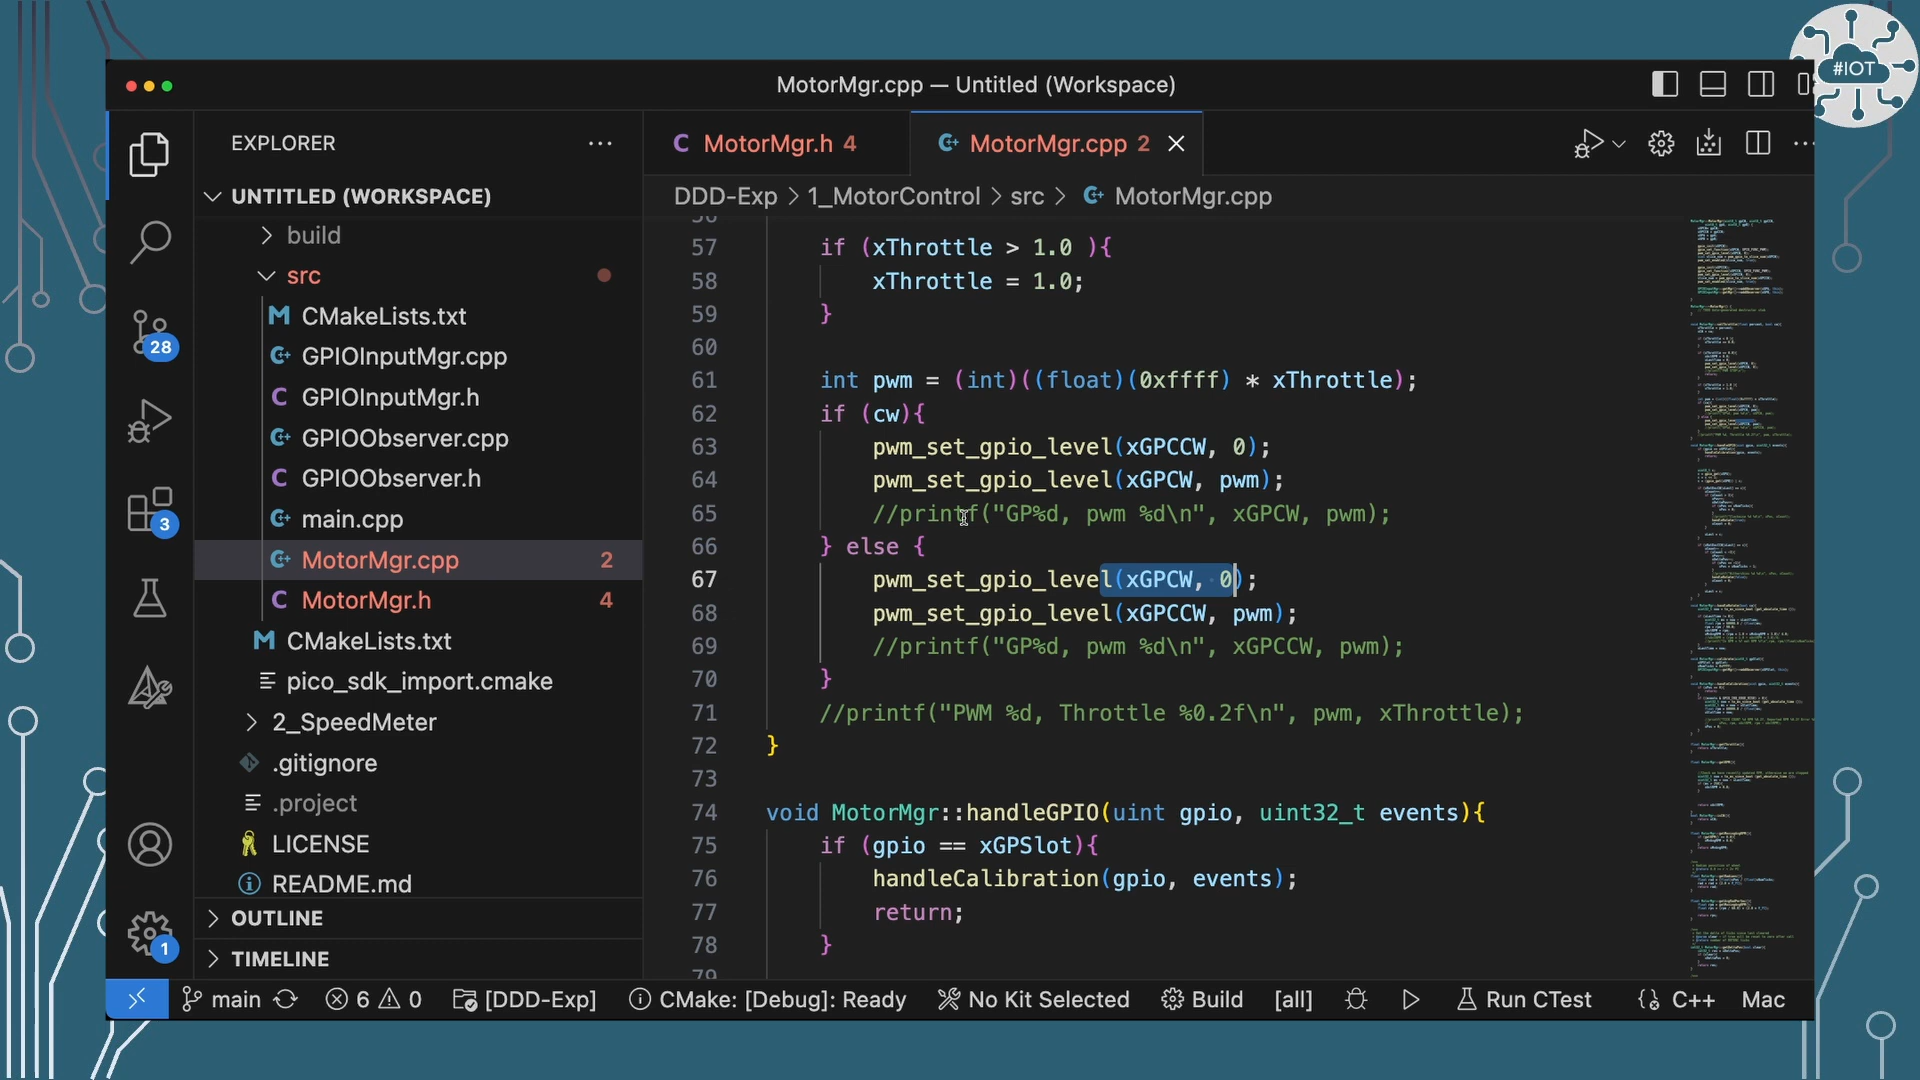 #IOT
MotorMgr.cpp — Untitled (Workspace)
EXPLORER
MotorMgr.h 4
MotorMgr.cpp 2
UNTITLED (WORKSPACE)
DDD-Exp > 1_MotorControl > src > MotorMgr.cpp
build
src
CMakeLists.txt
GPIOInputMgr.cpp
GPIOInputMgr.h
GPIOObserver.cpp
GPIOObserver.h
main.cpp
MotorMgr.cpp 2
MotorMgr.h 4
CMakeLists.txt
pico_sdk_import.cmake
2_SpeedMeter
.gitignore
.project
LICENSE
README.md
OUTLINE
TIMELINE
28
3
1
57 if (xThrottle > 1.0 ){
58 xThrottle = 1.0;
59 }
60
61 int pwm = (int)((float)(0xffff) * xThrottle);
62 if (cw){
63 pwm_set_gpio_level(xGPCCW, 0);
64 pwm_set_gpio_level(xGPCW, pwm);
65 //printf("GP%d, pwm %d\n", xGPCW, pwm);
66 } else {
67 pwm_set_gpio_level(xGPCW, 0);
68 pwm_set_gpio_level(xGPCCW, pwm);
69 //printf("GP%d, pwm %d\n", xGPCCW, pwm);
70 }
71 //printf("PWM %d, Throttle %0.2f\n", pwm, xThrottle);
72 }
73
74 void MotorMgr::handleGPIO(uint gpio, uint32_t events){
75 if (gpio == xGPSlot){
76 handleCalibration(gpio, events);
77 return;
78 }
79
main 6 0 [DDD-Exp] CMake: [Debug]: Ready No Kit Selected Build [all] Run CTest C++ Mac